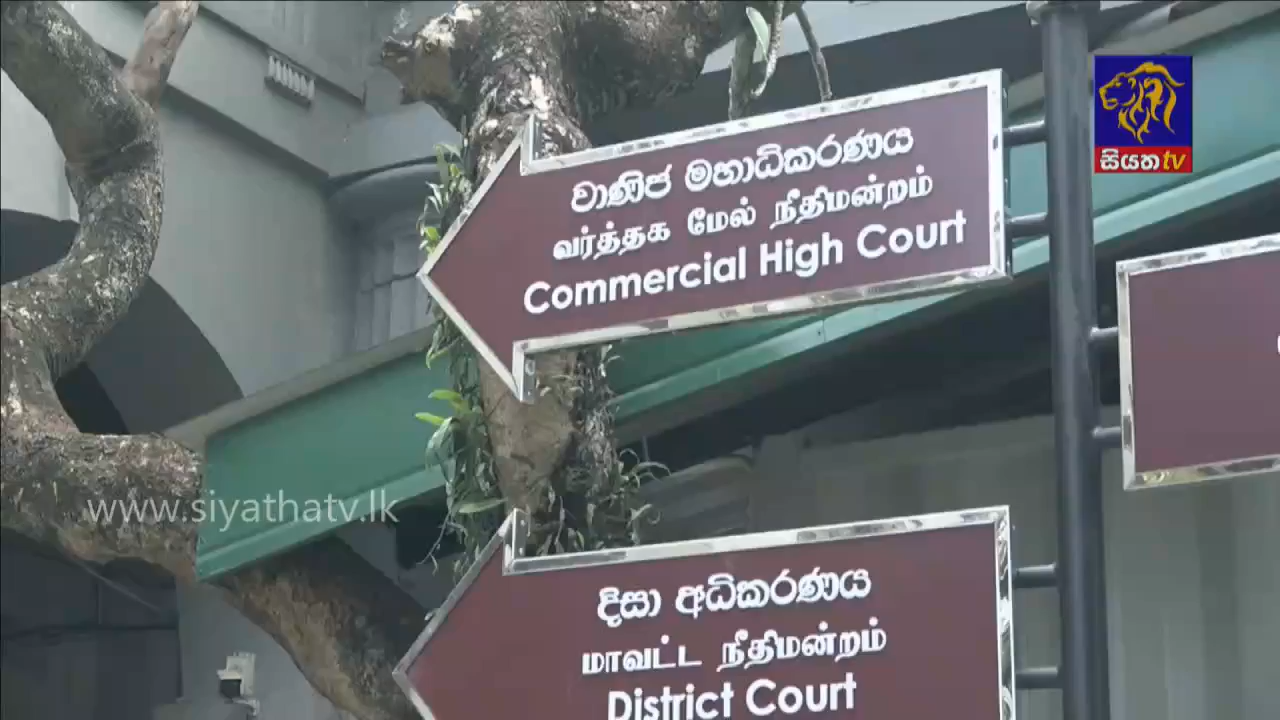 වාණිජ මහාධිකරණය
வர்த்தக மேல் நீதிமன்றம்
Commercial High Court
සියත tv
www.siyathatv.lk
දිසා අධිකරණය
மாவட்ட நீதிமன்றம்
District Court